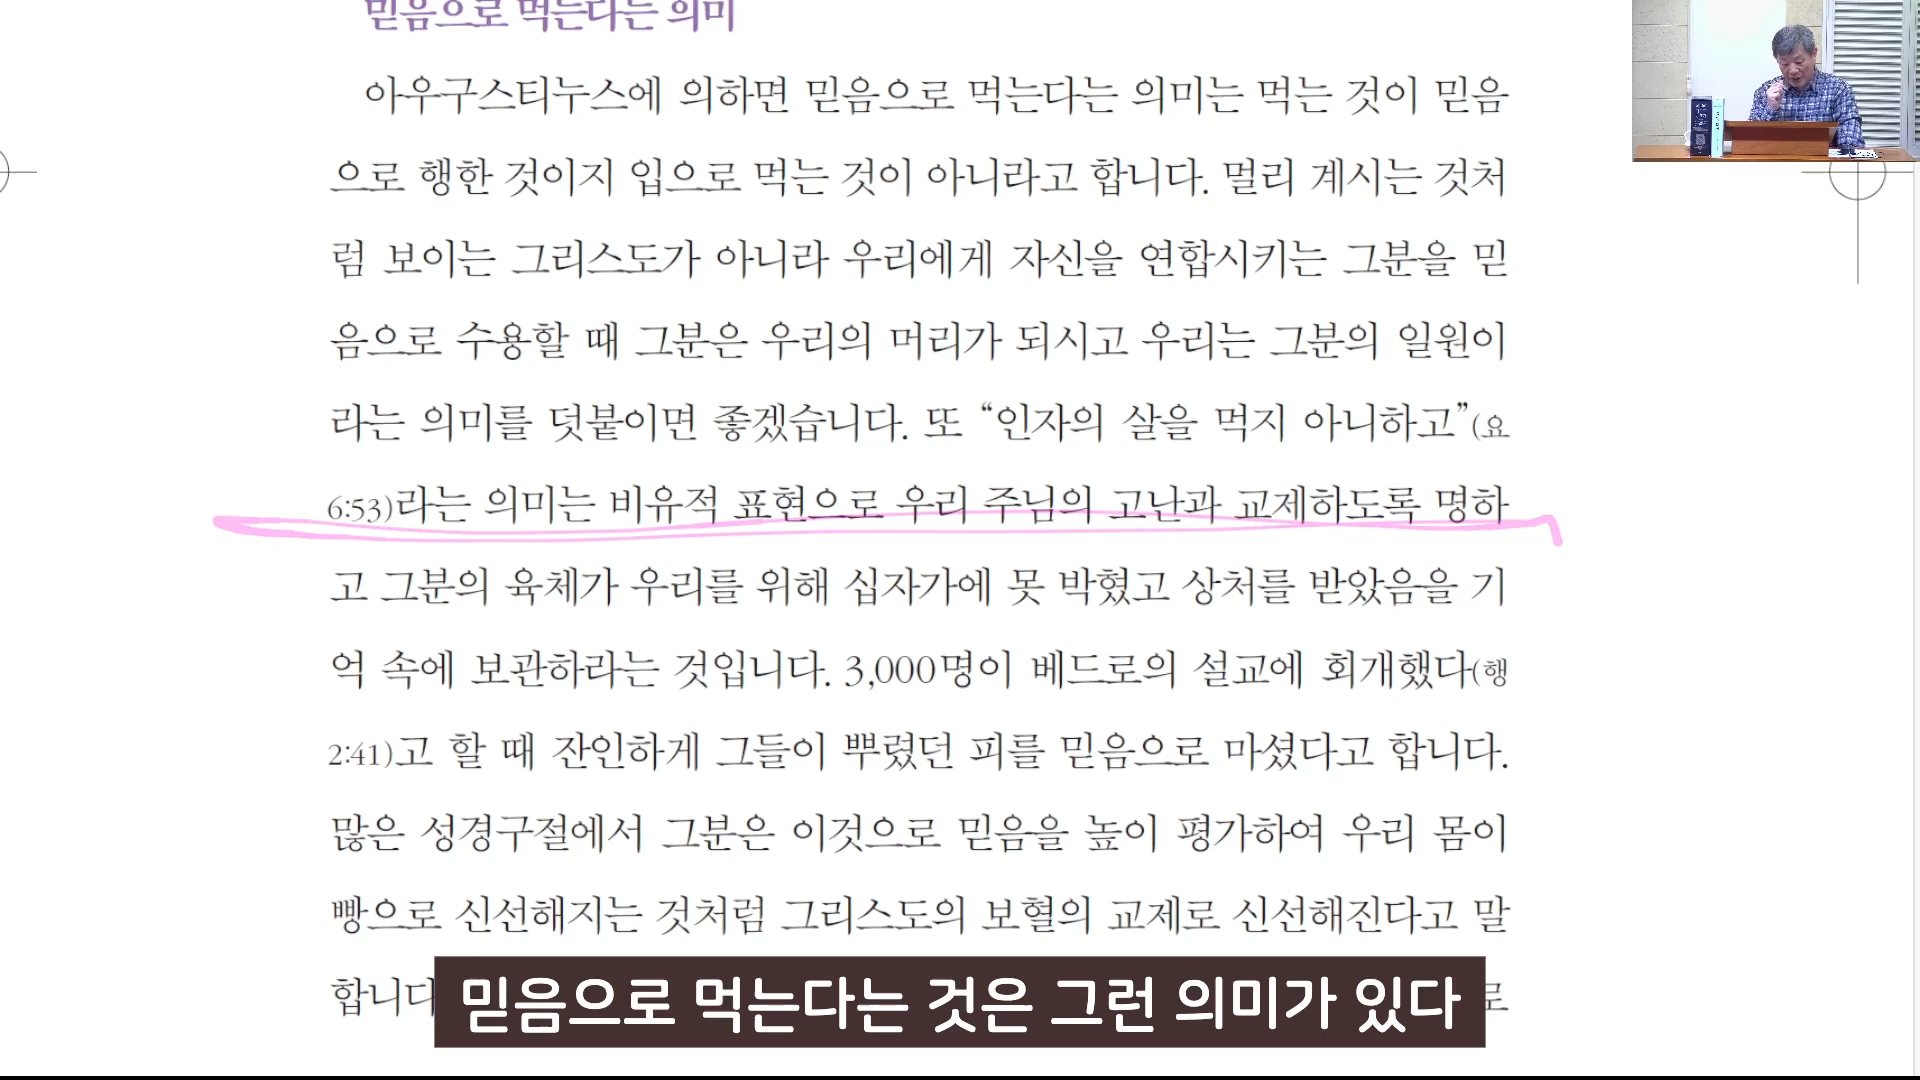 믿음으로 먹는다는 의미
아우구스티누스에 의하면 믿음으로 먹는다는 의미는 먹는 것이 믿음
으로 행한 것이지 입으로 먹는 것이 아니라고 합니다. 멀리 계시는 것처
럼 보이는 그리스도가 아니라 우리에게 자신을 연합시키는 그분을 믿
음으로 수용할 때 그분은 우리의 머리가 되시고 우리는 그분의 일원이
라는 의미를 덧붙이면 좋겠습니다. 또 “인자의 살을 먹지 아니하고”(요
6:53)라는 의미는 비유적 표현으로 우리 주님의 고난과 교제하도록 명하
고 그분의 육체가 우리를 위해 십자가에 못 박혔고 상처를 받았음을 기
억 속에 보관하라는 것입니다. 3,000명이 베드로의 설교에 회개했다(행
2:41)고 할 때 잔인하게 그들이 뿌렸던 피를 믿음으로 마셨다고 합니다.
많은 성경구절에서 그분은 이것으로 믿음을 높이 평가하여 우리 몸이
빵으로 신선해지는 것처럼 그리스도의 보혈의 교제로 신선해진다고 말
합니다 로
믿음으로 먹는다는 것은 그런 의미가 있다